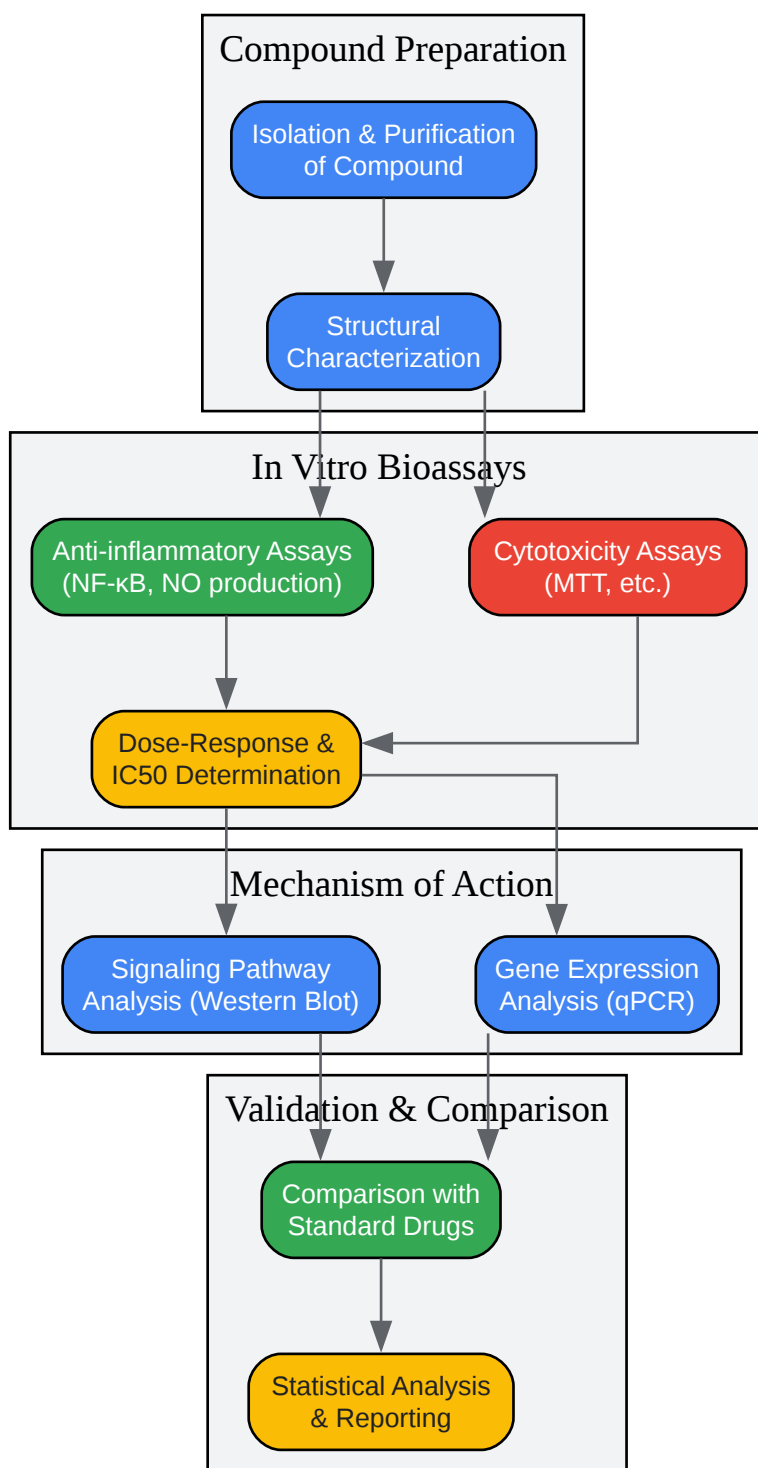 Compound Preparation
Isolation & Purification
of Compound
Structural
Characterization
In Vitro Bioassays
Anti-inflammatory Assays
(NF-κB, NO production)
Cytotoxicity Assays
(MTT, etc.)
Dose-Response &
IC50 Determination
Mechanism of Action
Signaling Pathway
Analysis (Western Blot)
Gene Expression
Analysis (qPCR)
Validation & Comparison
Comparison with
Standard Drugs
Statistical Analysis
& Reporting